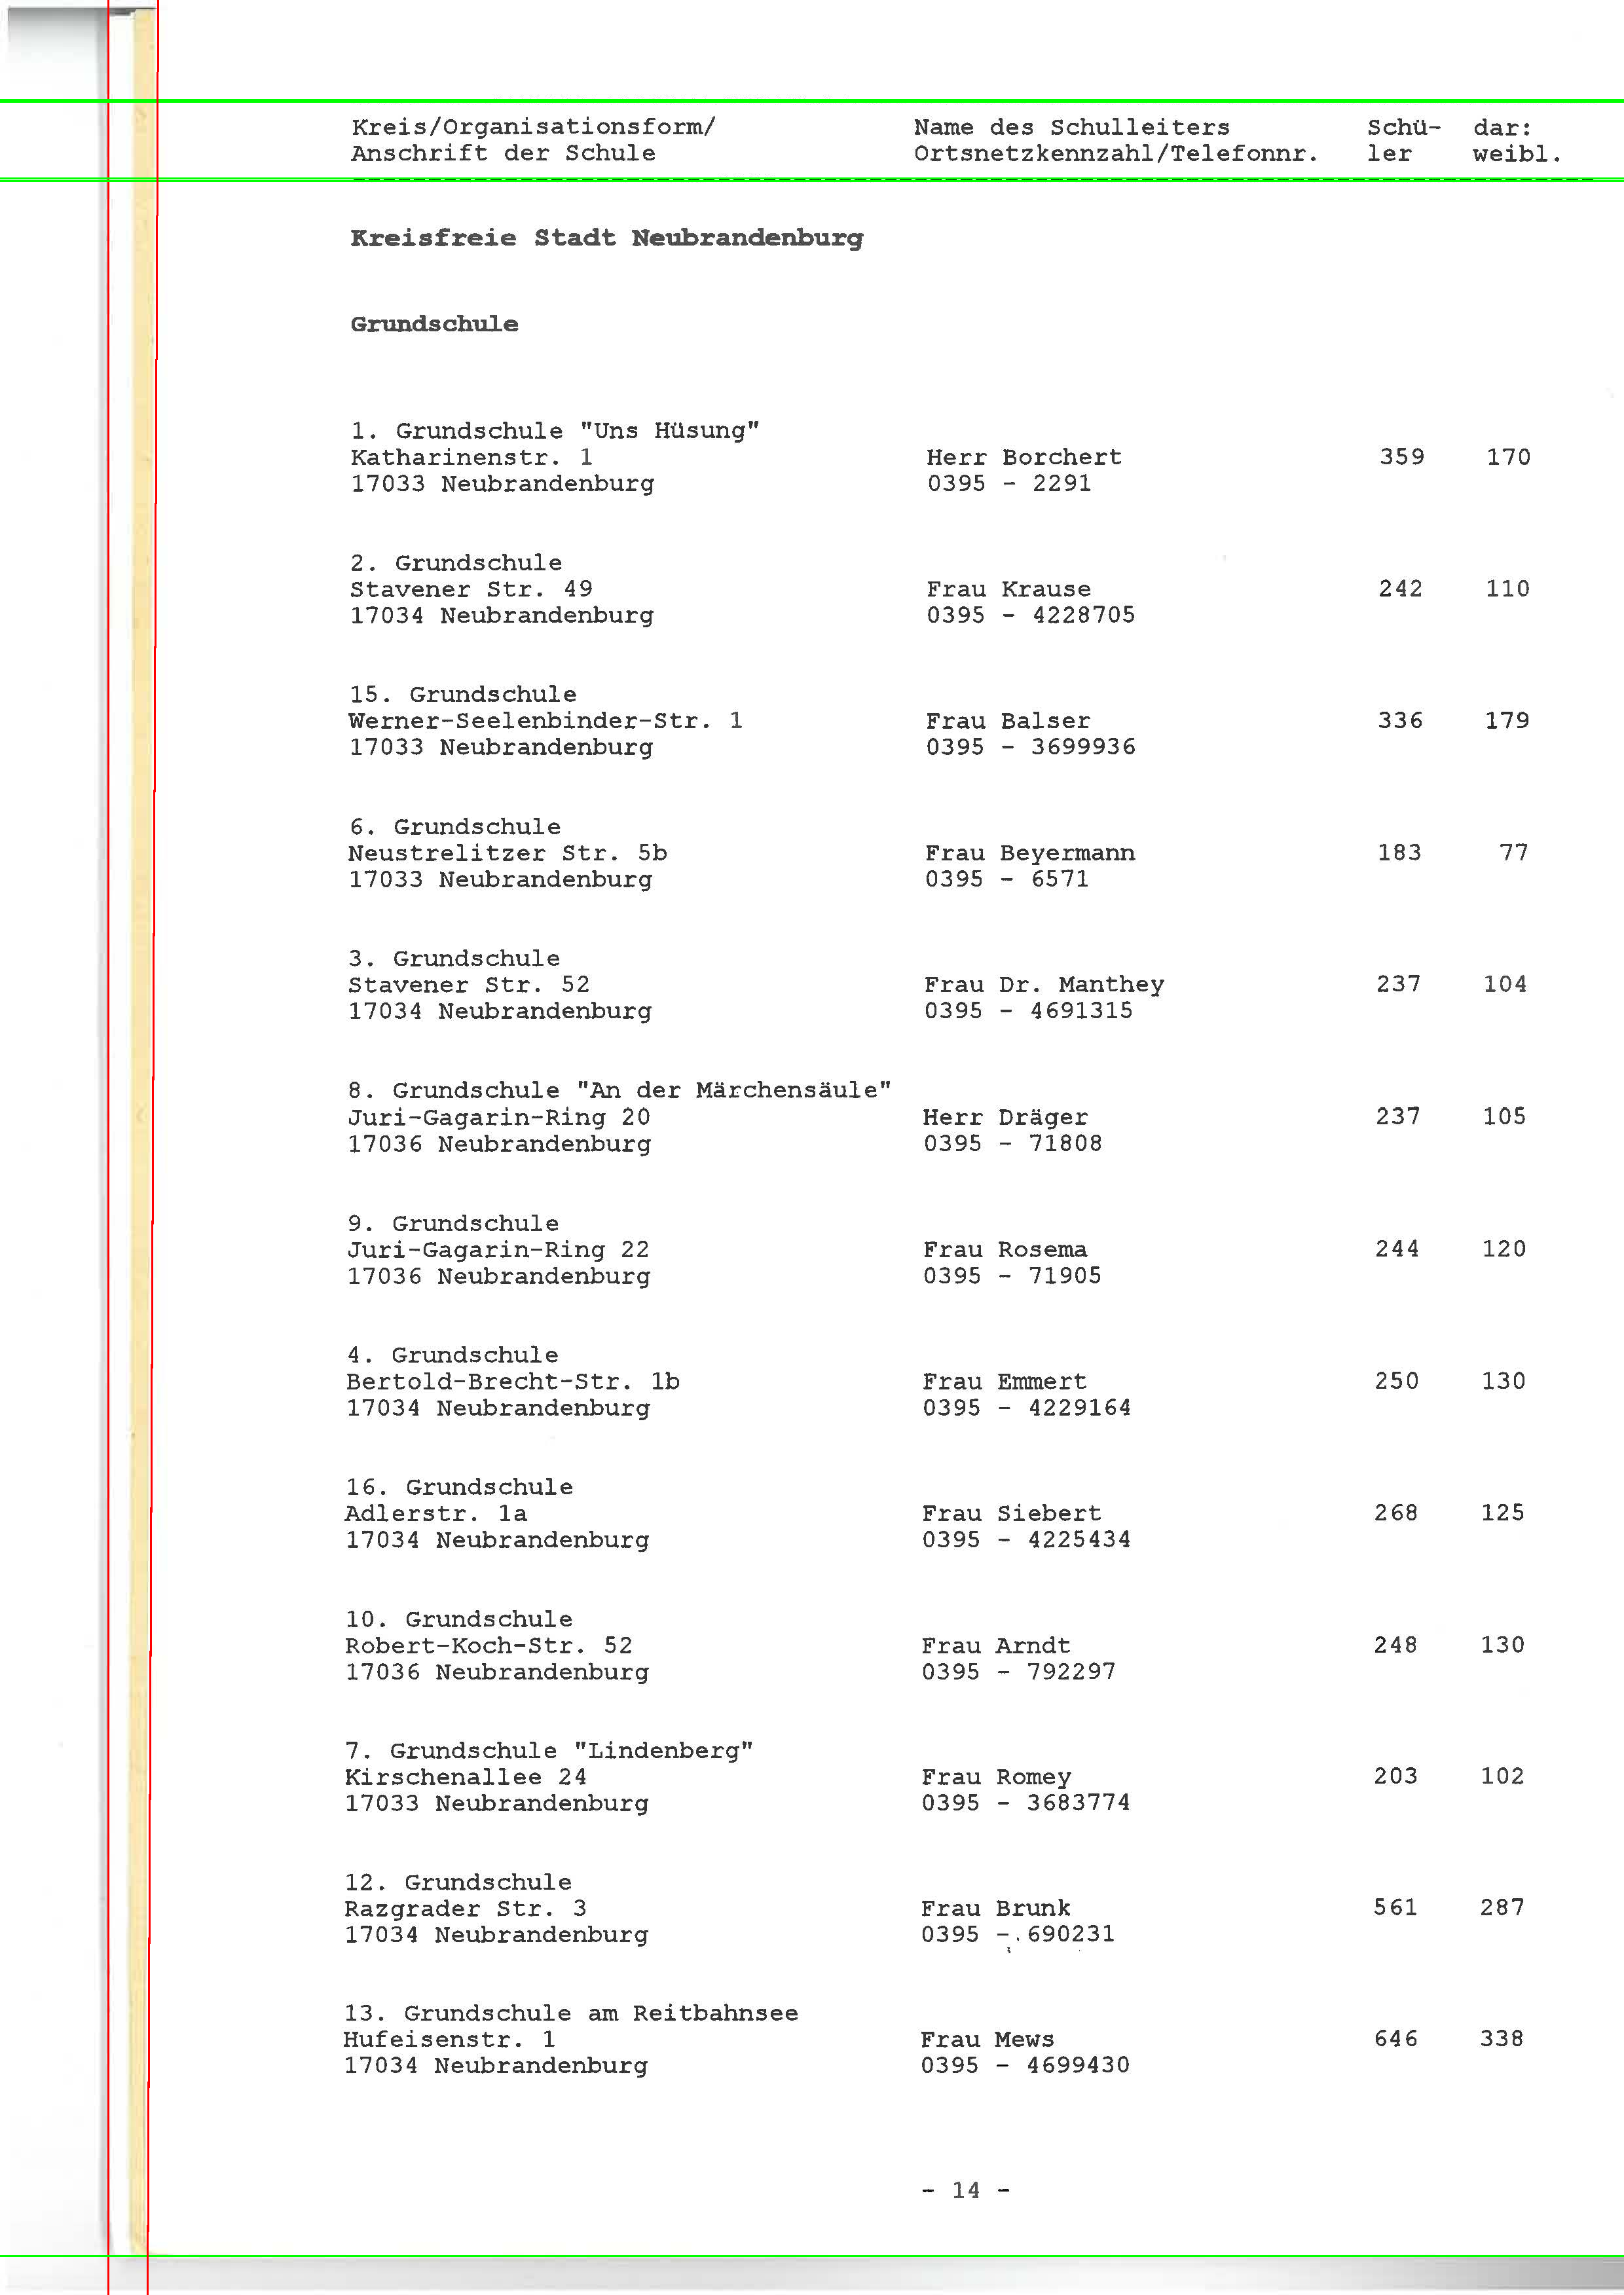 Kreis/Organisationsform/ Name des Schulleiters Schü- dar:
Anschrift der Schule Ortsnetzkennzahl/Telefonnr. ler weibl.
Kreisfreie Stadt Neubrandenburg
Grundschule
1. Grundschule "Uns Hüsung"
Katharinenstr. 1 Herr Borchert 359 170
17033 Neubrandenburg 0395 - 2291
2. Grundschule
Stavener Str. 49 Frau Krause 242 110
17034 Neubrandenburg 0395 - 4228705
15. Grundschule
Werner-Seelenbinder-Str. 1 Frau Balser 336 179
17033 Neubrandenburg 0395 - 3699936
6. Grundschule
Neustrelitzer Str. 5b Frau Beyermann 183 77
17033 Neubrandenburg 0395 - 6571
3. Grundschule
Stavener Str. 52 Frau Dr. Manthey 237 104
17034 Neubrandenburg 0395 - 4691315
8. Grundschule "An der Märchensäule"
Juri-Gagarin-Ring 20 Herr Dräger 237 105
17036 Neubrandenburg 0395 - 71808
9. Grundschule
Juri-Gagarin-Ring 22 Frau Rosema 244 120
17036 Neubrandenburg 0395 - 71905
4. Grundschule
Bertold-Brecht-Str. 1b Frau Emmert 250 130
17034 Neubrandenburg 0395 - 4229164
16. Grundschule
Adlerstr. 1a Frau Siebert 268 125
17034 Neubrandenburg 0395 - 4225434
10. Grundschule
Robert-Koch-Str. 52 Frau Arndt 248 130
17036 Neubrandenburg 0395 - 792297
7. Grundschule "Lindenberg"
Kirschenallee 24 Frau Romey 203 102
17033 Neubrandenburg 0395 - 3683774
12. Grundschule
Razgrader Str. 3 Frau Brunk 561 287
17034 Neubrandenburg 0395 - 690231
13. Grundschule am Reitbahnsee
Hufeisenstr. 1 Frau Mews 646 338
17034 Neubrandenburg 0395 - 4699430
- 14 -